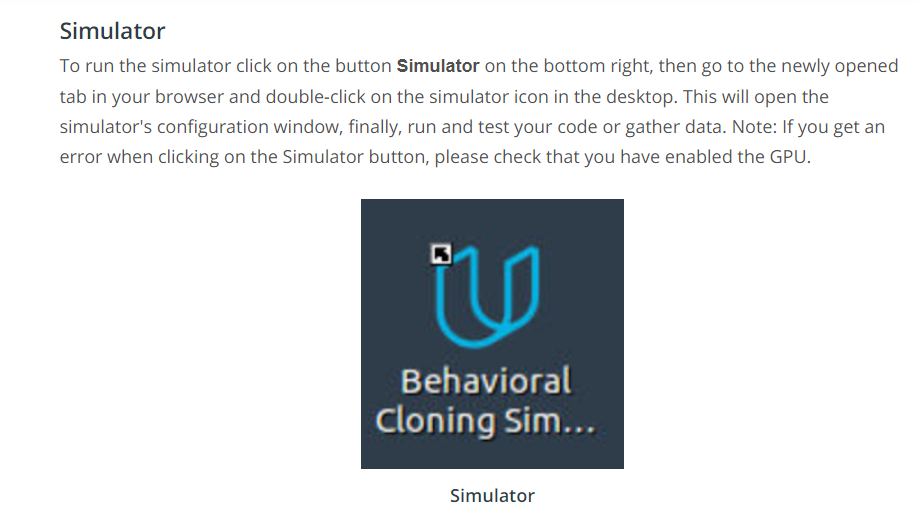 Simulator
To run the simulator click on the button Simulator on the bottom right, then go to the newly opened
tab in your browser and double-click on the simulator icon in the desktop. This will open the
simulator's configuration window, finally, run and test your code or gather data. Note: If you get an
error when clicking on the Simulator button, please check that you have enabled the GPU.
Behavioral
Cloning Sim...
Simulator